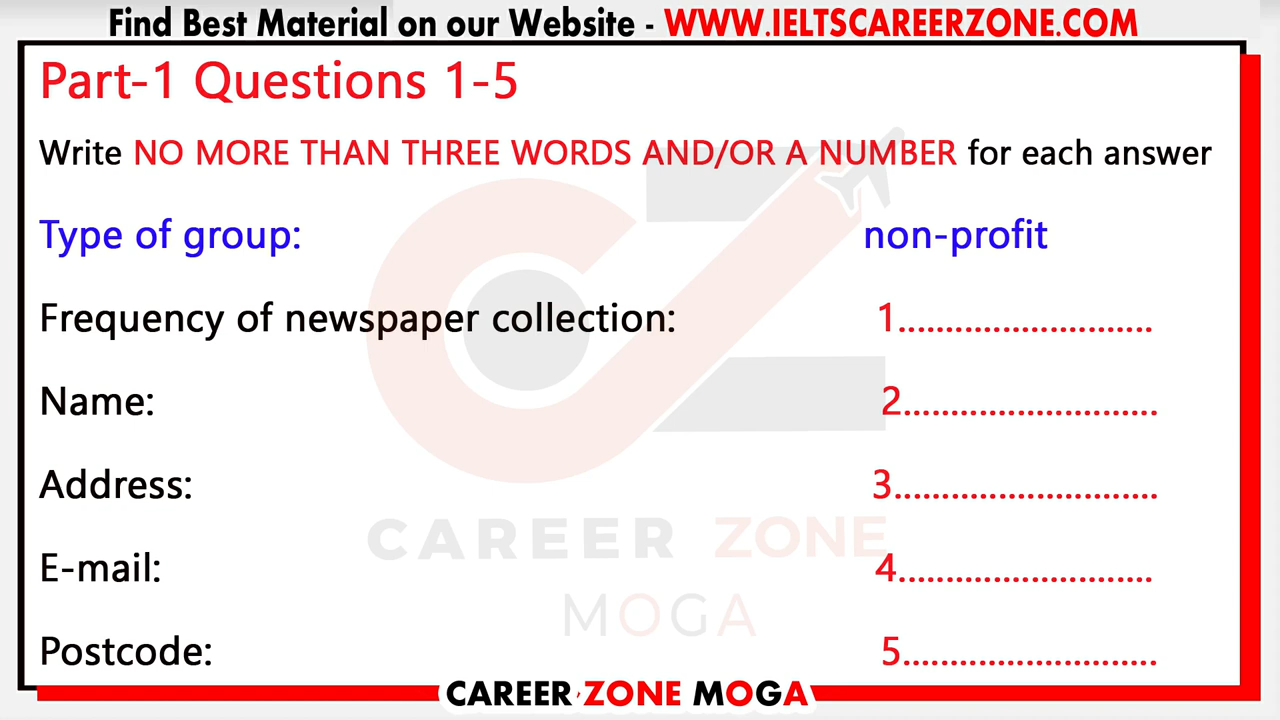 Find Best Material on our Website - WWW.IELTSCAREERZONE.COM
Part-1 Questions 1-5
Write NO MORE THAN THREE WORDS AND/OR A NUMBER for each answer
Type of group: non-profit
Frequency of newspaper collection: 1...........................
Name: 2...........................
Address: 3............................
E-mail: 4...........................
Postcode: 5...........................
CAREER ZONE
MOGA
CAREER ZONE MOGA